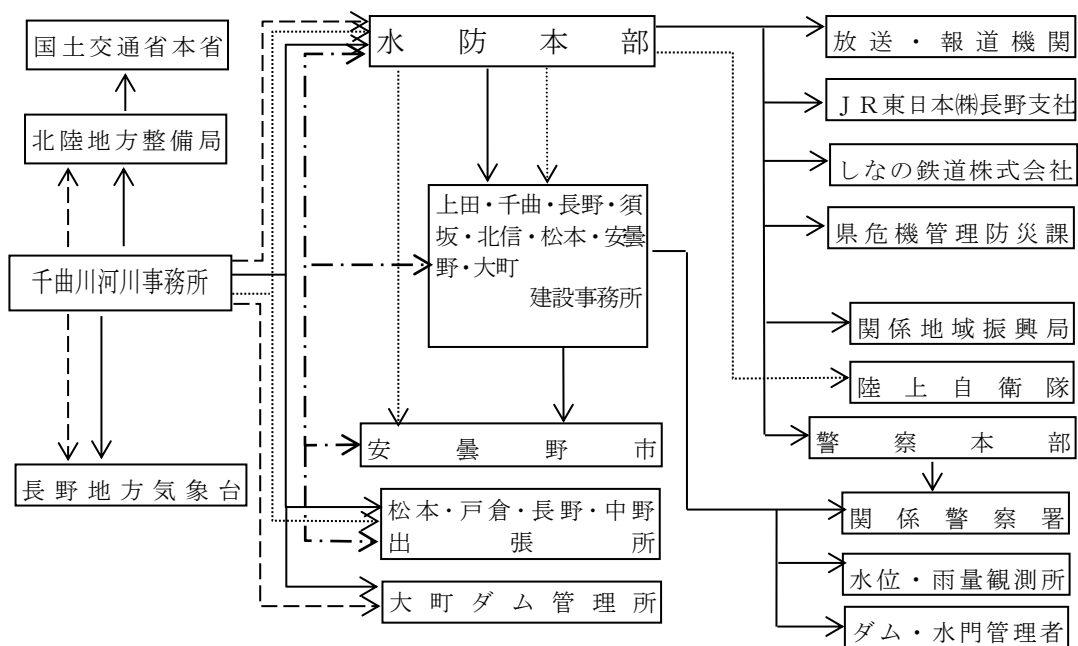 国土交通省本省
北陸地方整備局
千曲川河川事務所
長野地方気象台
水防本部
上田・千曲・長野・須
坂・北信・松本・安曇
野・大町
建設事務所
安曇野市
松本・戸倉・長野・中野
出張所
大町ダム管理所
放送・報道機関
ＪＲ東日本㈱長野支社
しなの鉄道株式会社
県危機管理防災課
関係地域振興局
陸上自衛隊
警察本部
関係警察署
水位・雨量観測所
ダム・水門管理者